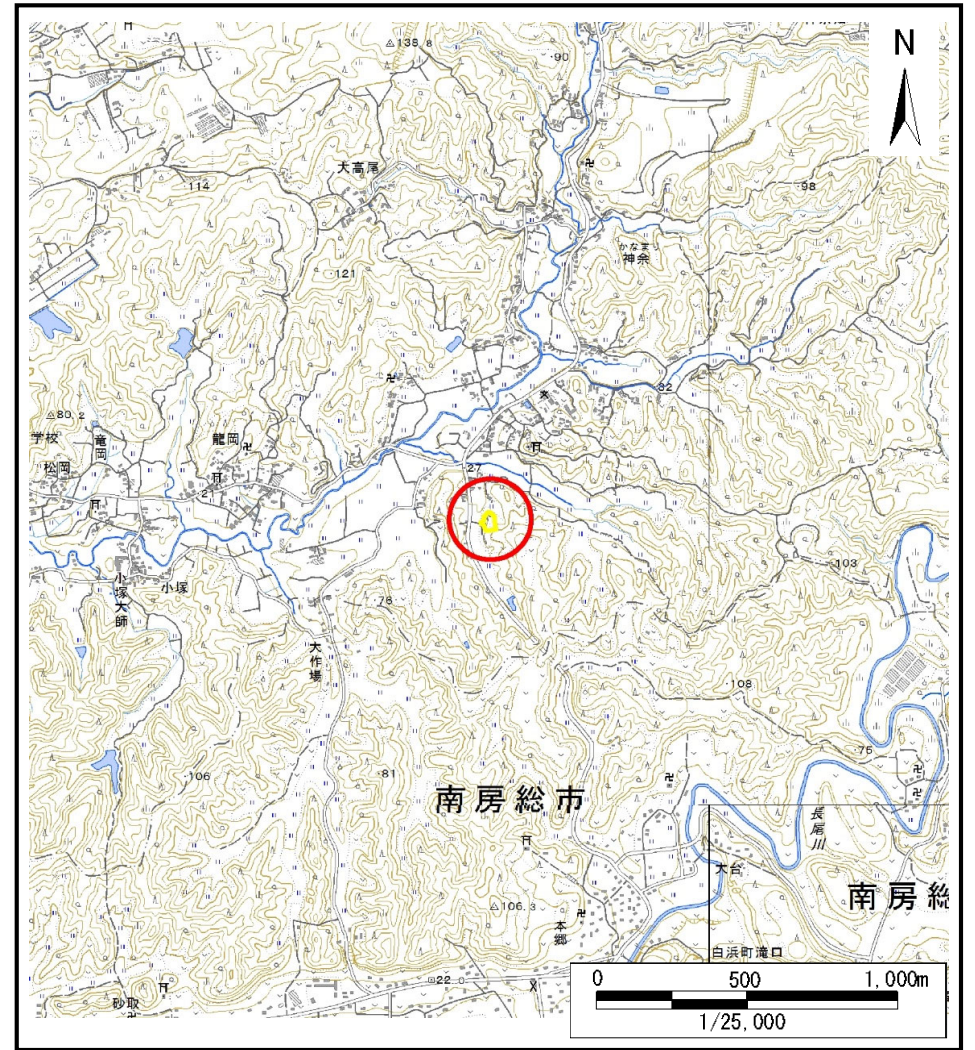 138.8
90
N
大高尾
114
98
かなまり
神余
121
32
80.2
学校
竜岡
龍岡
松岡
21
27
103
小塚大師
小塚
76
大作場
108
75
106
81
南房総市
長尾川
大台
南房総
106.3
本郷
白浜町滝口
22.0
砂取
0 500 1,000m
1/25,000